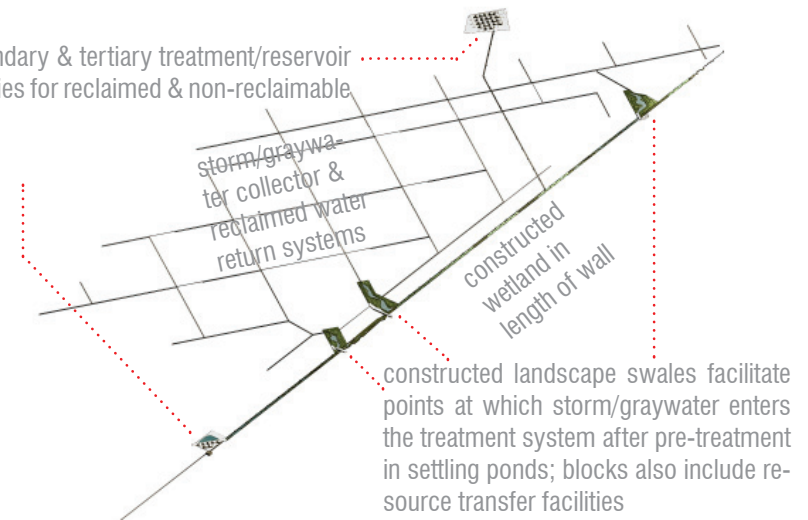 ndary & tertiary treatment/reservoir
ies for reclaimed & non-reclaimable
storm/graywa-
ter collector &
reclaimed water
return systems
constructed
wetland in
length of wall
constructed landscape swales facilitate
points at which storm/graywater enters
the treatment system after pre-treatment
in settling ponds; blocks also include re-
source transfer facilities